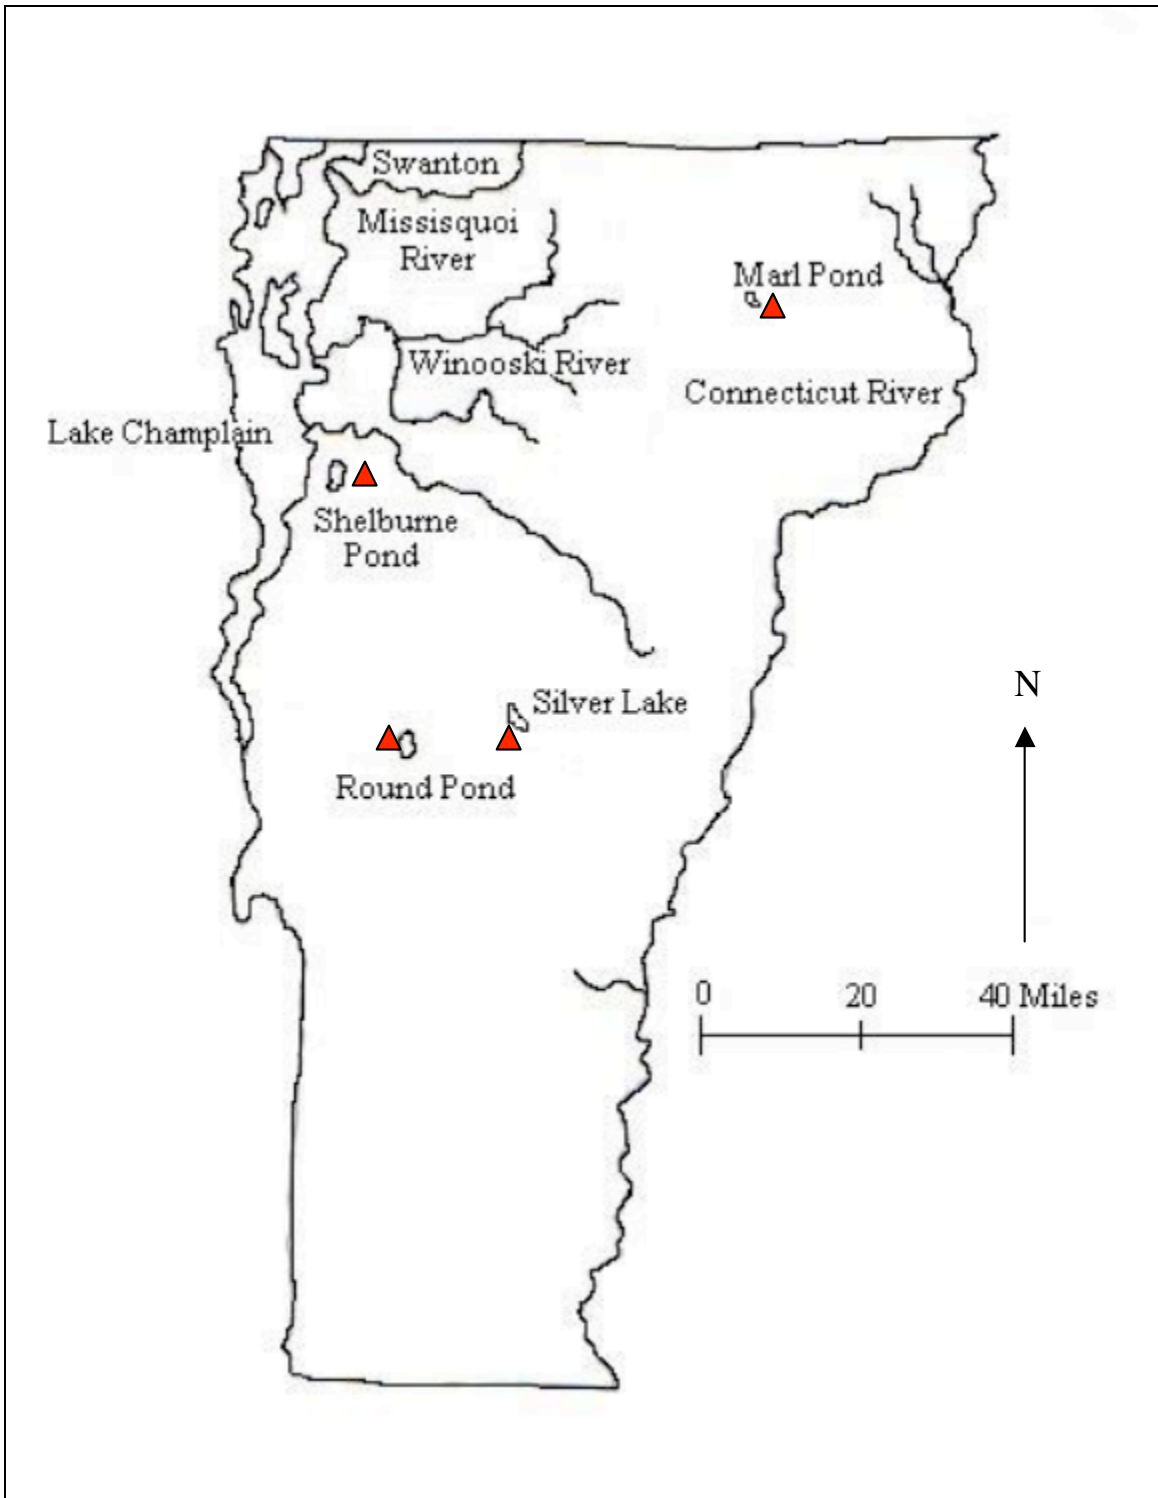 Swanton
Missisquoi
River
Marl Pond
Winooski River
Connecticut River
Lake Champlain
Shelburne
Pond
Silver Lake
N
Round Pond
0 20 40 Miles